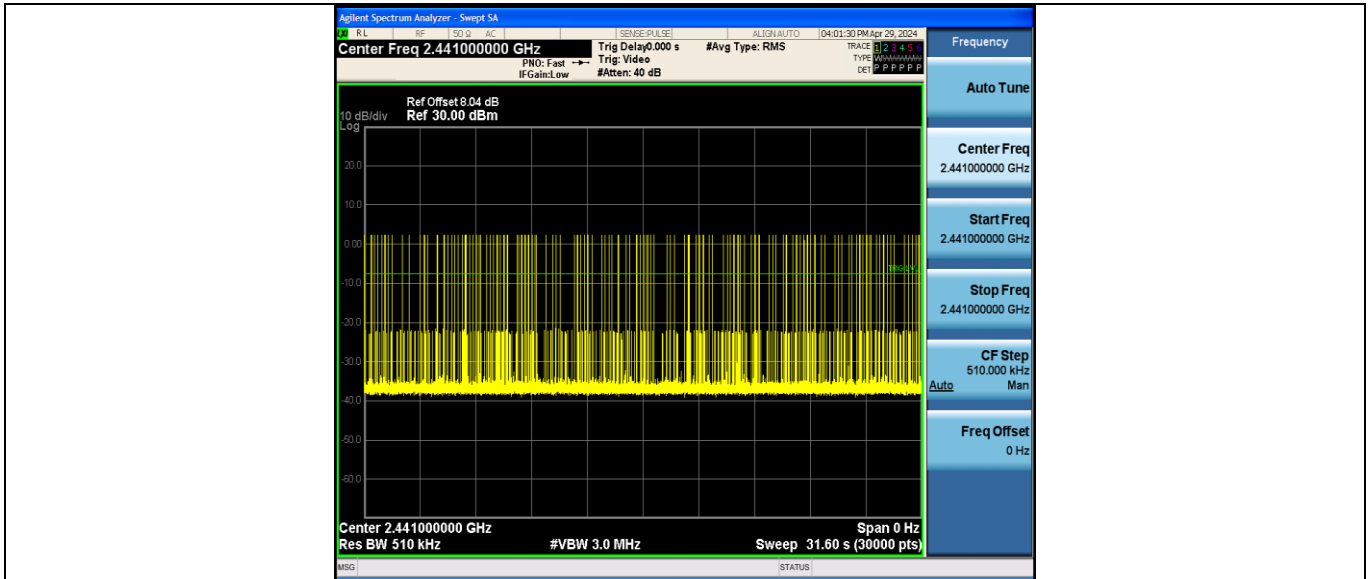 Agilent Spectrum Analyzer - Swept SA
LXI RL RF 50 Ω AC SENSE:PULSE ALIGN AUTO 04:01:30 PM Apr 29, 2024
Center Freq 2.441000000 GHz
Trig Delay0.000 s #Avg Type: RMS TRACE 1 2 3 4 5 6
PNO: Fast Trig: Video TYPE
IFGain:Low #Atten: 40 dB DET P P P P P P
Ref Offset 8.04 dB
10 dB/div Ref 30.00 dBm
Log
20.0
10.0
0.00
-10.0
-20.0
-30.0
-40.0
-50.0
-60.0
Center 2.441000000 GHz Span 0 Hz
Res BW 510 kHz #VBW 3.0 MHz Sweep 31.60 s (30000 pts)
MSG STATUS
Frequency
Auto Tune
Center Freq
2.441000000 GHz
Start Freq
2.441000000 GHz
Stop Freq
2.441000000 GHz
CF Step
510.000 kHz
Auto Man
Freq Offset
0 Hz